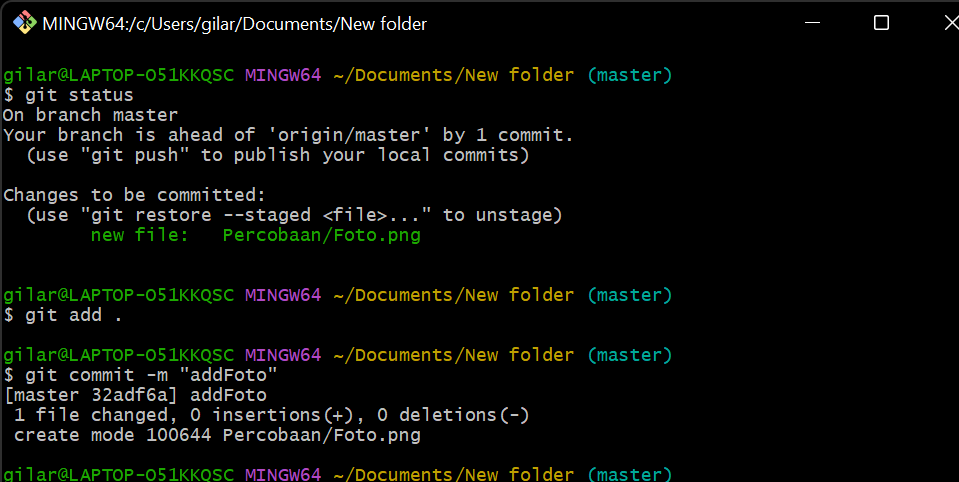 MINGW64:/c/Users/gilar/Documents/New folder
gilar@LAPTOP-O51KKQSC MINGW64 ~/Documents/New folder (master)
$ git status
On branch master
Your branch is ahead of 'origin/master' by 1 commit.
  (use "git push" to publish your local commits)
Changes to be committed:
  (use "git restore --staged <file>..." to unstage)
        new file:   Percobaan/Foto.png
gilar@LAPTOP-O51KKQSC MINGW64 ~/Documents/New folder (master)
$ git add .
gilar@LAPTOP-O51KKQSC MINGW64 ~/Documents/New folder (master)
$ git commit -m "addFoto"
[master 32adf6a] addFoto
 1 file changed, 0 insertions(+), 0 deletions(-)
 create mode 100644 Percobaan/Foto.png
gilar@LAPTOP-O51KKQSC MINGW64 ~/Documents/New folder (master)